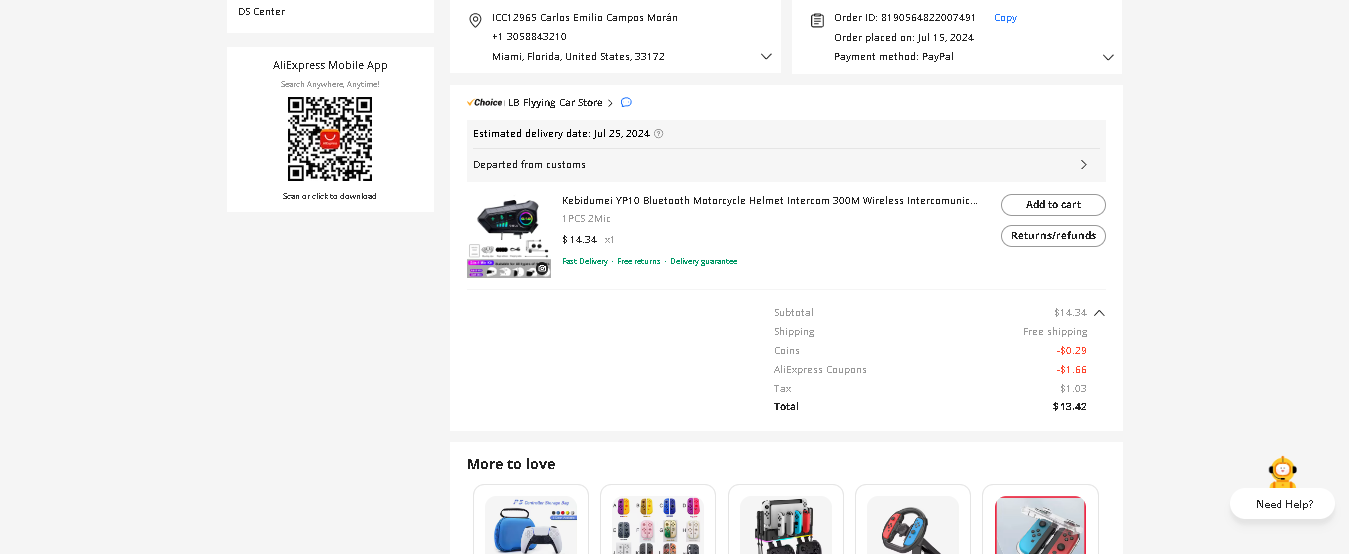 DS Center
AliExpress Mobile App
Search Anywhere, Anytime!
Scan or click to download
ICC12965 Carlos Emilio Campos Morán
+1 3058843210
Miami, Florida, United States, 33172
Order ID: 8190564822007491 Copy
Order placed on: Jul 15, 2024
Payment method: PayPal
Choice LB Flyying Car Store
Estimated delivery date: Jul 25, 2024
Departed from customs
Kebidumei YP10 Bluetooth Motorcycle Helmet Intercom 300M Wireless Intercomunic...
1PCS 2Mic
$14.34 x1
Fast Delivery · Free returns · Delivery guarantee
Add to cart
Returns/refunds
Subtotal $14.34
Shipping Free shipping
Coins -$0.29
AliExpress Coupons -$1.66
Tax $1.03
Total $13.42
More to love
Need Help?